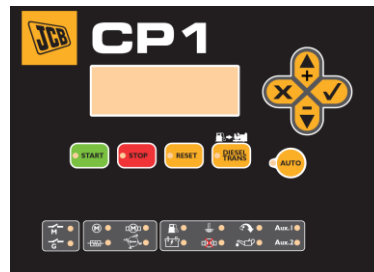 JCB
CP1
+
X ✓
-
START STOP RESET DIESEL TRANS AUTO
M M M Aux.1
G Aux.2